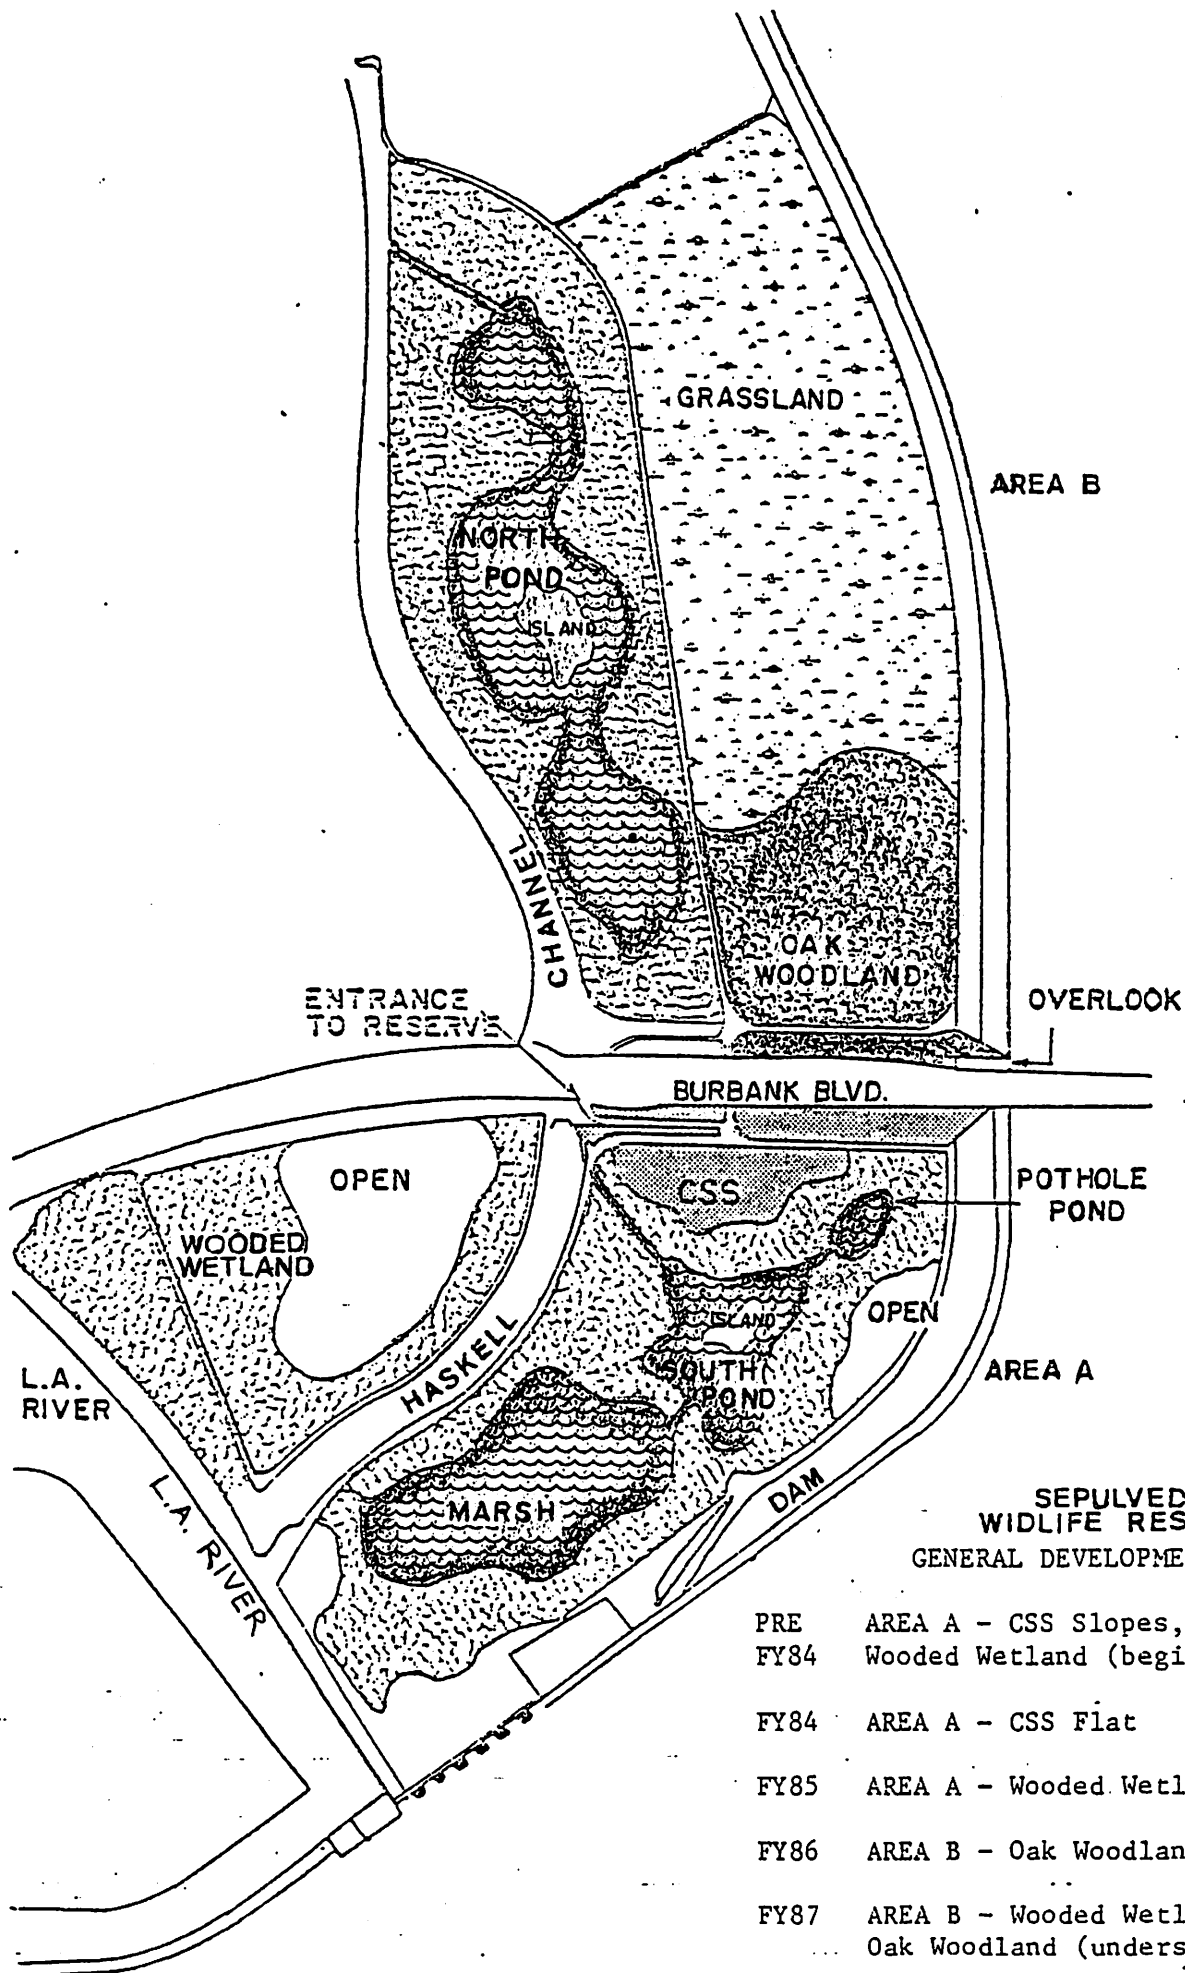 GRASSLAND
AREA B
NORTH
POND
ISLAND
CHANNEL
OAK
WOODLAND
ENTRANCE
TO RESERVE
OVERLOOK
BURBANK BLVD.
OPEN
CSS
POTHOLE
POND
WOODED
WETLAND
ISLAND
OPEN
HASKELL
SOUTH
POND
AREA A
L.A.
RIVER
L.A. RIVER
MARSH
DAM
SEPULVED
WIDLIFE RES
GENERAL DEVELOPME
PRE AREA A - CSS Slopes,
FY84 Wooded Wetland (begi
FY84 AREA A - CSS Flat
FY85 AREA A - Wooded Wetl
FY86 AREA B - Oak Woodlan
FY87 AREA B - Wooded Wetl
Oak Woodland (unders